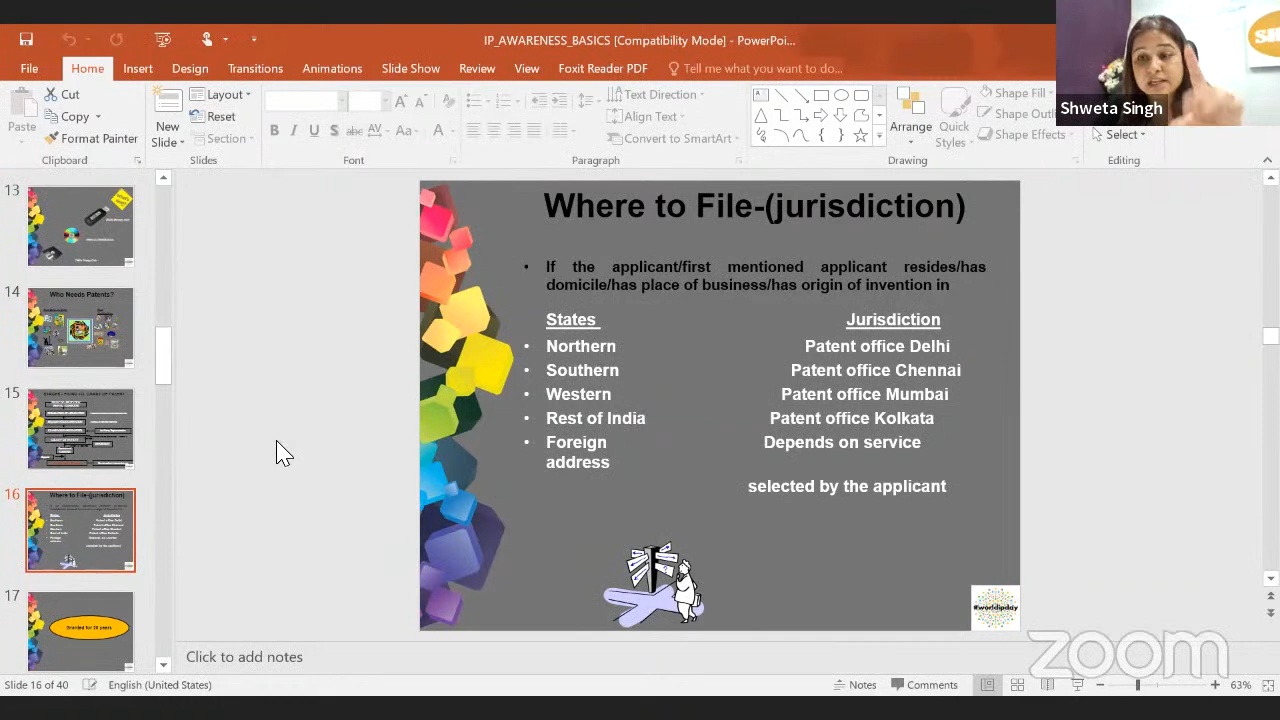 IP_AWARENESS_BASICS [Compatibility Mode] - PowerPoi...
File Home Insert Design Transitions Animations Slide Show Review View Foxit Reader PDF Tell me what you want to do...
Shweta Singh
Paste
Cut
Copy
Format Painter
Clipboard
New Slide
Layout
Reset
Section
Slides
Font
Text Direction
Align Text
Convert to SmartArt
Paragraph
Arrange
Quick Styles
Shape Fill
Shape Outli
Shape Effects
Drawing
Select
Editing
13
14
Who Needs Patents?
15
16
Where to File-(jurisdiction)
17
Granted for 20 years
Where to File-(jurisdiction)
• If the applicant/first mentioned applicant resides/has
domicile/has place of business/has origin of invention in
States Jurisdiction
• Northern Patent office Delhi
• Southern Patent office Chennai
• Western Patent office Mumbai
• Rest of India Patent office Kolkata
• Foreign Depends on service
address
selected by the applicant
#worldipday
Click to add notes
zoom
Slide 16 of 40 English (United States) Notes Comments 63%